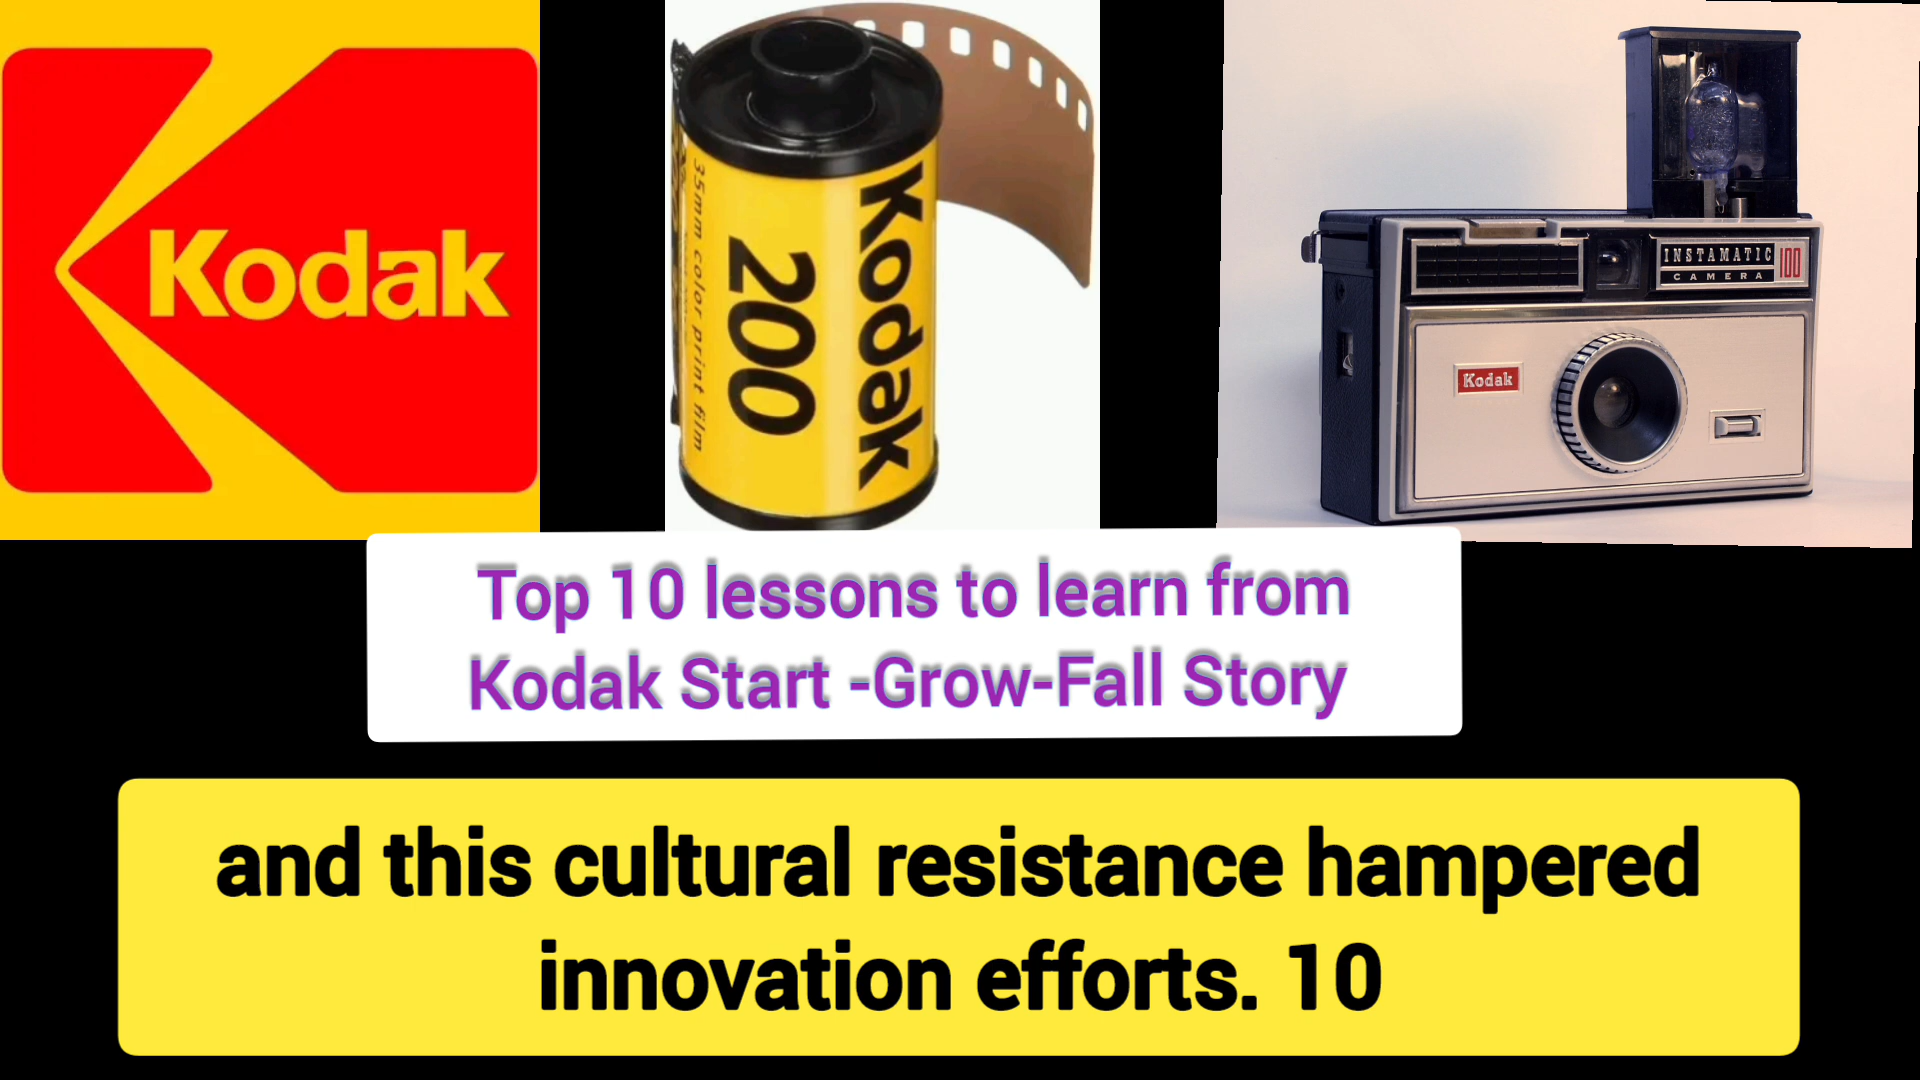 Kodak
Kodak
200
35mm color print film
INSTAMATIC 100
CAMERA
Kodak
Top 10 lessons to learn from
Kodak Start -Grow-Fall Story
and this cultural resistance hampered
innovation efforts. 10